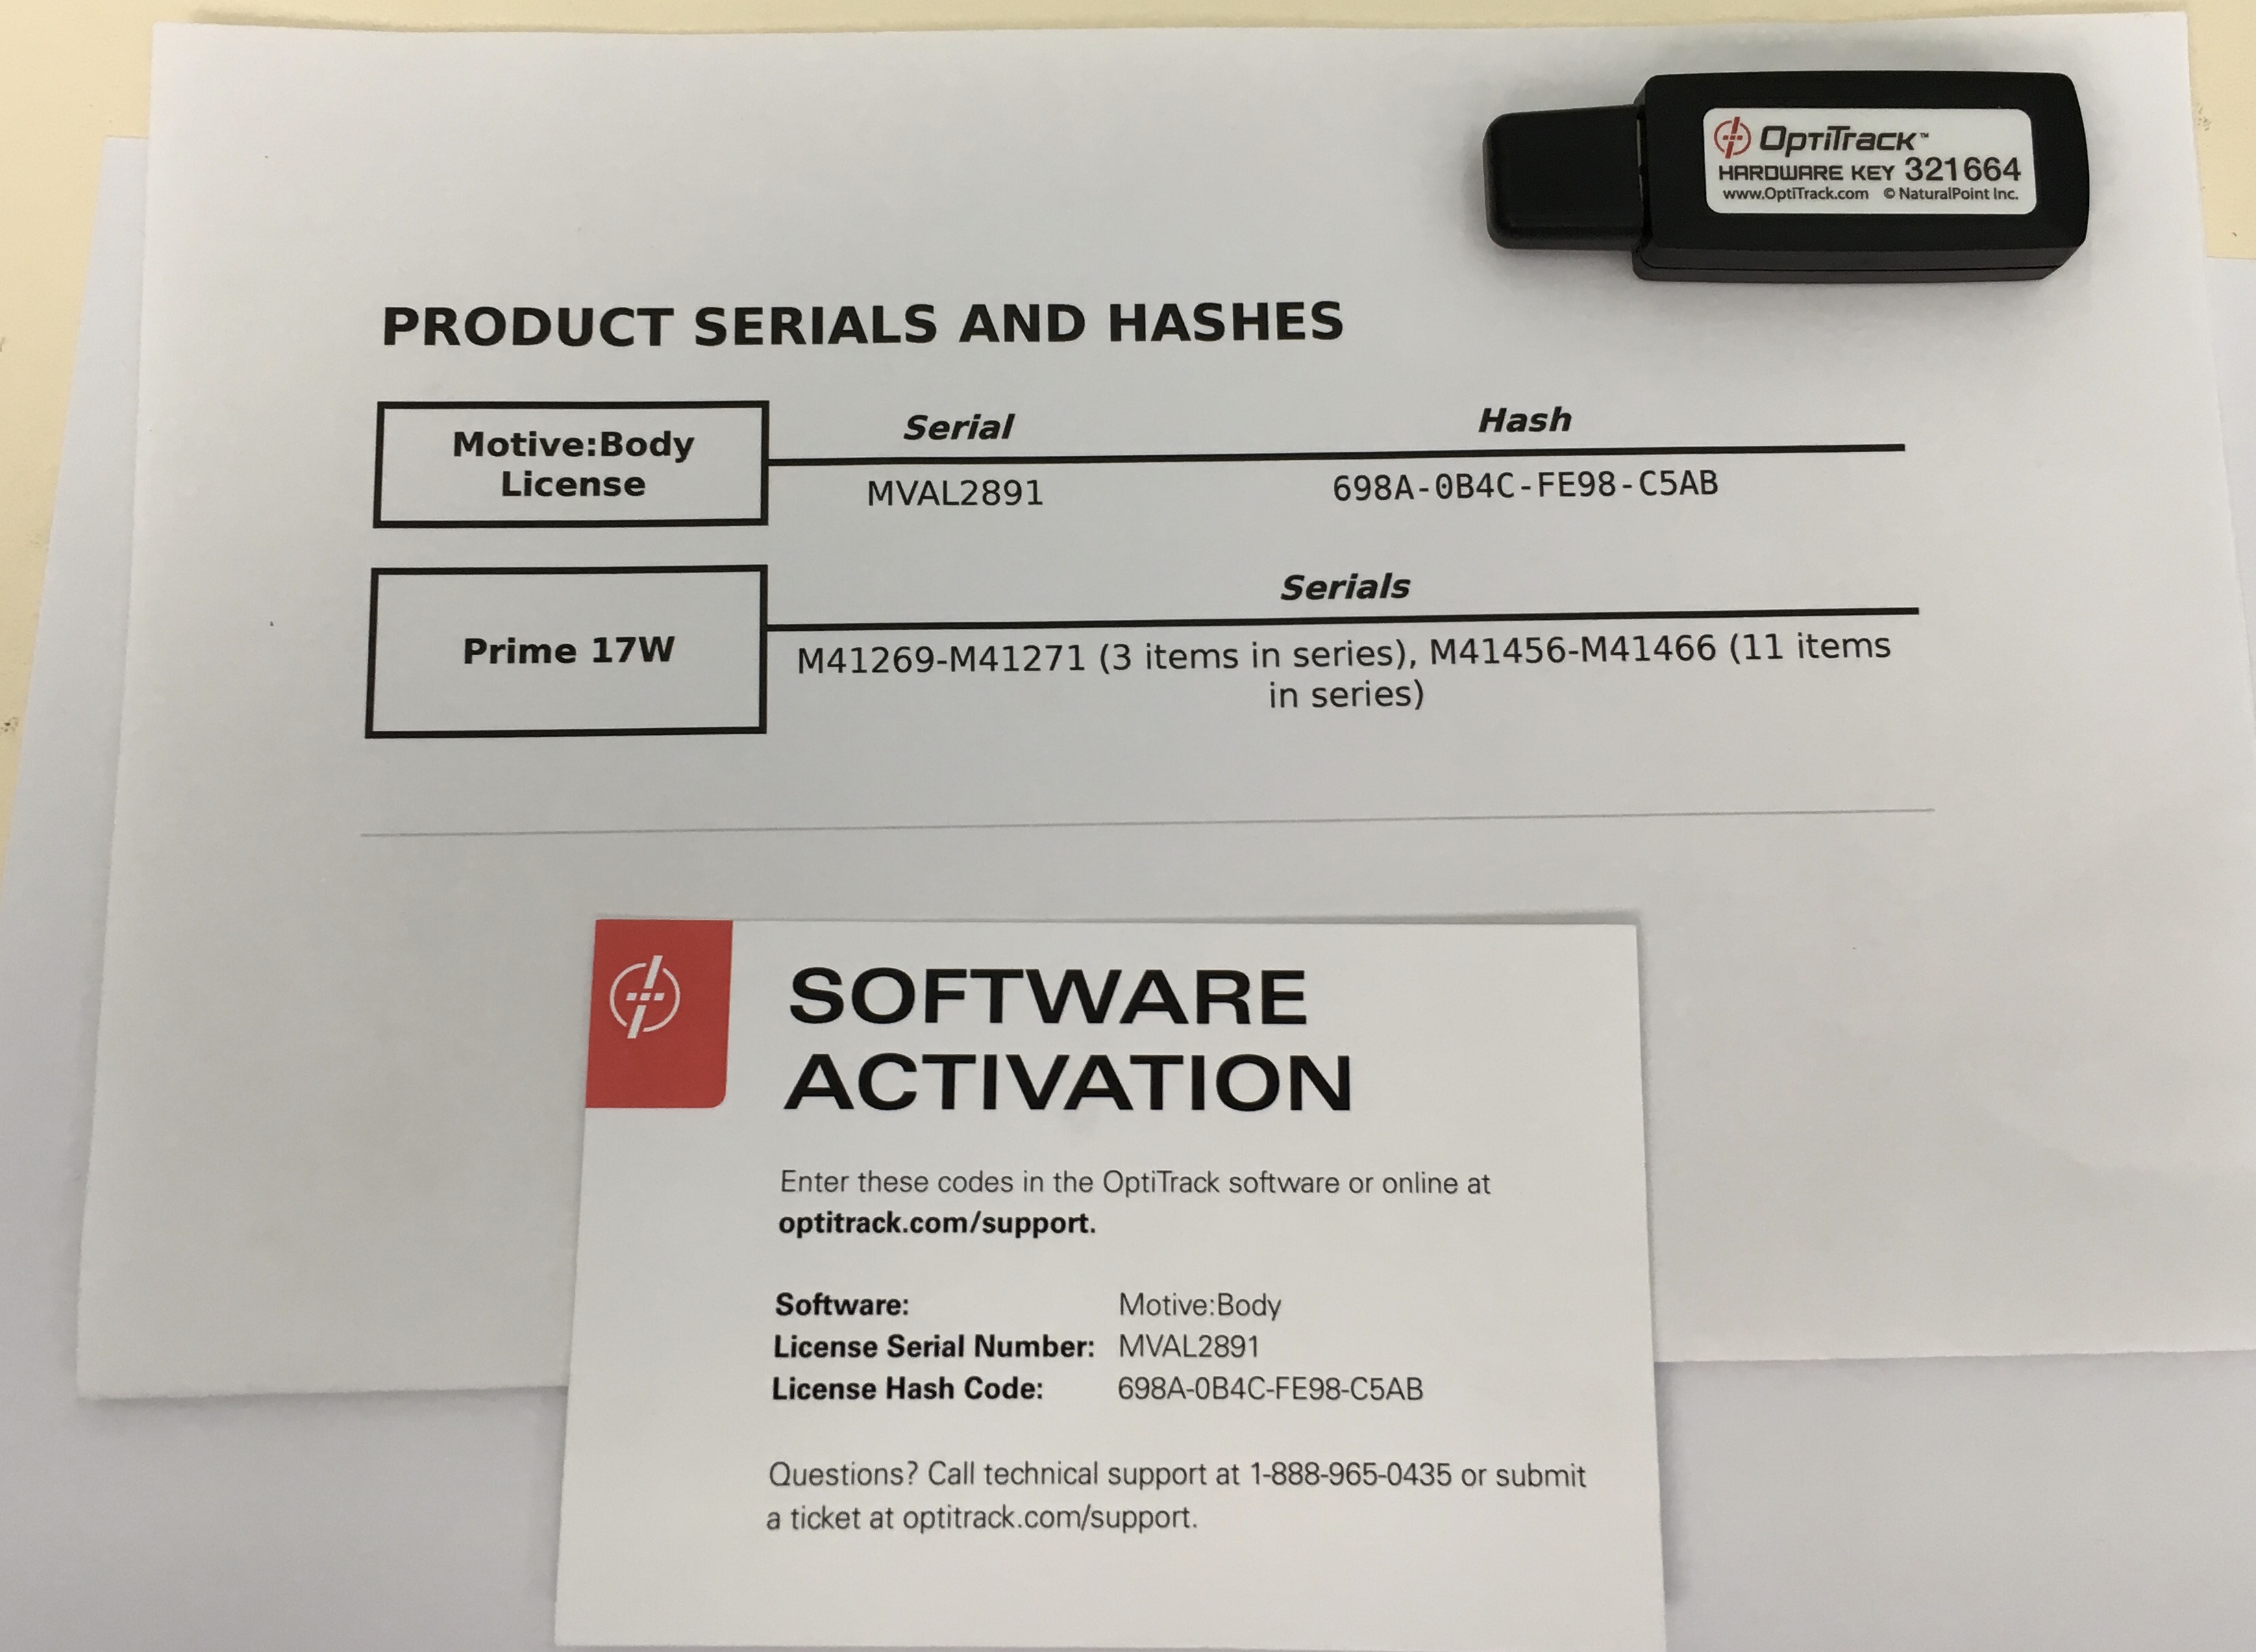 OptiTrack™
HARDWARE KEY 321664
www.OptiTrack.com © NaturalPoint Inc.
PRODUCT SERIALS AND HASHES
Motive:Body
License
Serial
Hash
MVAL2891
698A-0B4C-FE98-C5AB
Prime 17W
Serials
M41269-M41271 (3 items in series), M41456-M41466 (11 items
in series)
SOFTWARE
ACTIVATION
Enter these codes in the OptiTrack software or online at
optitrack.com/support.
Software: Motive:Body
License Serial Number: MVAL2891
License Hash Code: 698A-0B4C-FE98-C5AB
Questions? Call technical support at 1-888-965-0435 or submit
a ticket at optitrack.com/support.